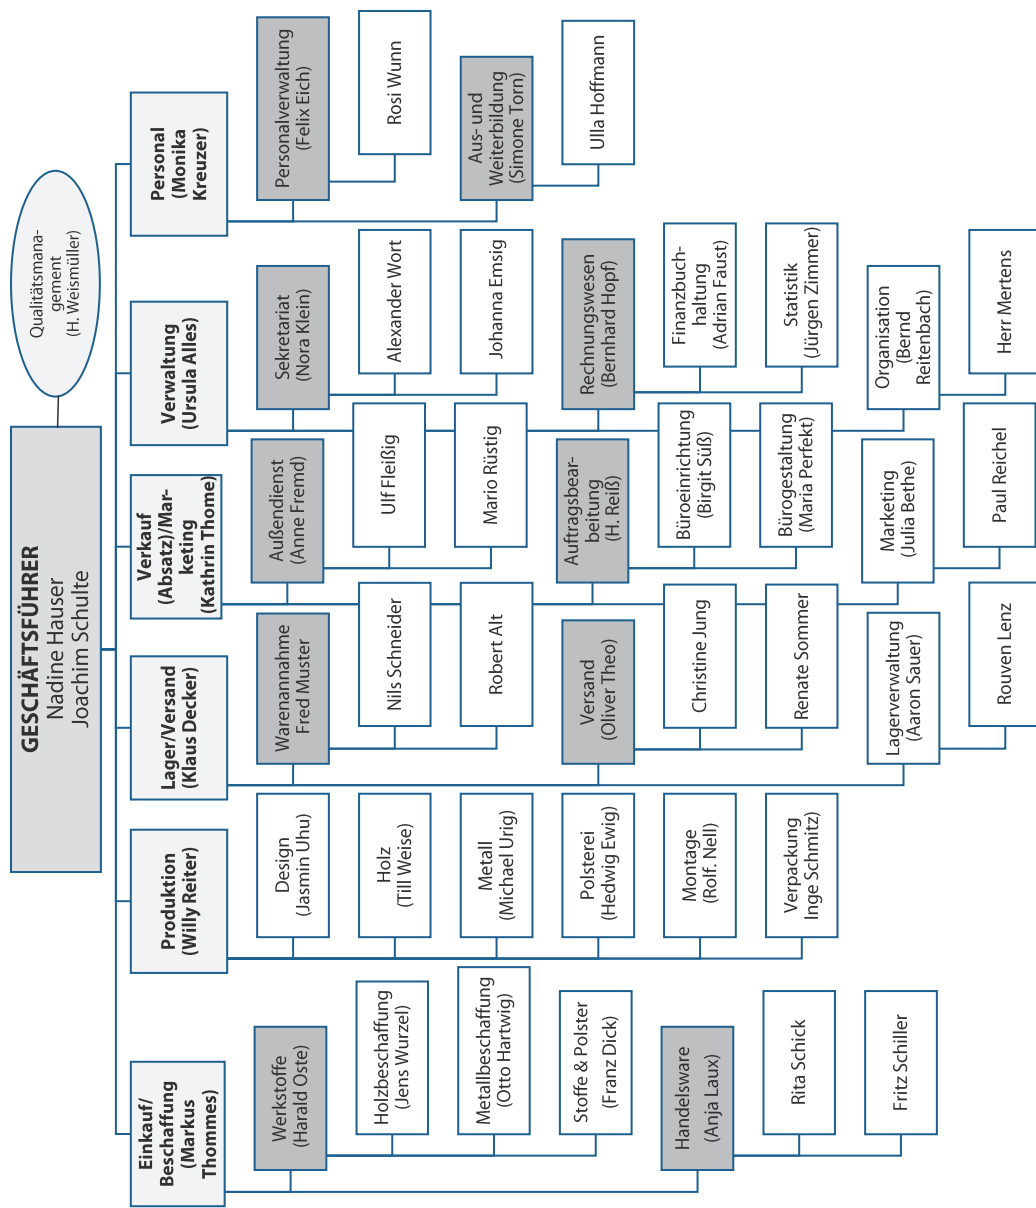 GESCHÄFTSFÜHRER
Nadine Hauser
Joachim Schulte
Qualitätsmana-
gement
(H. Weismüller)
Einkauf/
Beschaffung
(Markus
Thommes)
Werkstoffe
(Harald Oste)
Holzbeschaffung
(Jens Wurzel)
Metallbeschaffung
(Otto Hartwig)
Stoffe & Polster
(Franz Dick)
Handelsware
(Anja Laux)
Rita Schick
Fritz Schiller
Produktion
(Willy Reiter)
Design
(Jasmin Uhu)
Holz
(Till Weise)
Metall
(Michael Urig)
Polsterei
(Hedwig Ewig)
Montage
(Rolf. Nell)
Verpackung
Inge Schmitz)
Lager/Versand
(Klaus Decker)
Warenannahme
Fred Muster
Nils Schneider
Robert Alt
Versand
(Oliver Theo)
Christine Jung
Renate Sommer
Lagerverwaltung
(Aaron Sauer)
Rouven Lenz
Verkauf
(Absatz)/Mar-
keting
(Kathrin Thome)
Außendienst
(Anne Fremd)
Ulf Fleißig
Mario Rüstig
Auftragsbear-
beitung
(H. Reiß)
Büroeinrichtung
(Birgit Süß)
Bürogestaltung
(Maria Perfekt)
Marketing
(Julia Bethe)
Paul Reichel
Verwaltung
(Ursula Alles)
Sekretariat
(Nora Klein)
Alexander Wort
Johanna Emsig
Rechnungswesen
(Bernhard Hopf)
Finanzbuch-
haltung
(Adrian Faust)
Statistik
(Jürgen Zimmer)
Organisation
(Bernd
Reitenbach)
Herr Mertens
Personal
(Monika
Kreuzer)
Personalverwaltung
(Felix Eich)
Rosi Wunn
Aus- und
Weiterbildung
(Simone Torn)
Ulla Hoffmann